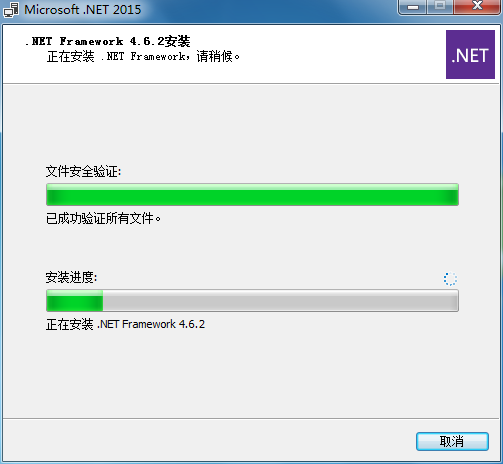 Microsoft .NET 2015
.NET Framework 4.6.2安装
正在安装 .NET Framework，请稍候。
.NET
文件安全验证:
已成功验证所有文件。
安装进度:
正在安装 .NET Framework 4.6.2
取消